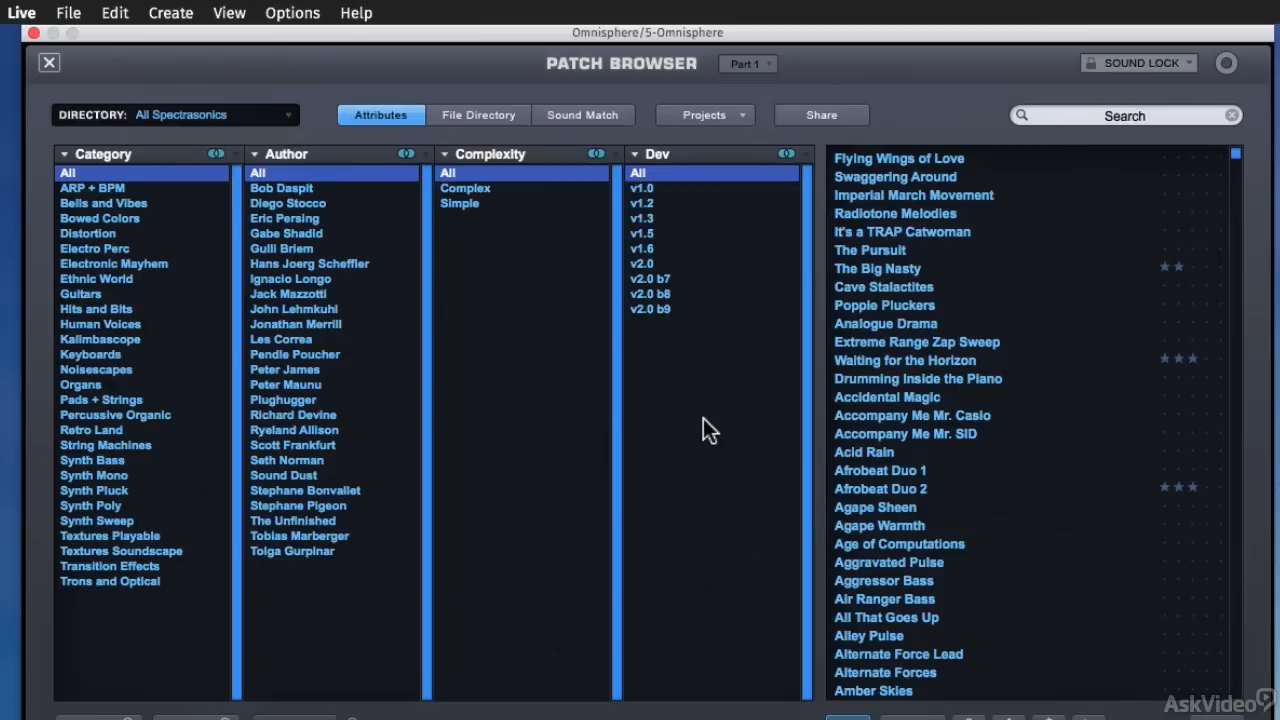 Live File Edit Create View Options Help
Omnisphere/5-Omnisphere
PATCH BROWSER
Part 1
SOUND LOCK
DIRECTORY: All Spectrasonics
Attributes
File Directory
Sound Match
Projects
Share
Search
Category
All
ARP + BPM
Bells and Vibes
Bowed Colors
Distortion
Electro Perc
Electronic Mayhem
Ethnic World
Guitars
Hits and Bits
Human Voices
Kalimbascope
Keyboards
Noisescapes
Organs
Pads + Strings
Percussive Organic
Retro Land
String Machines
Synth Bass
Synth Mono
Synth Pluck
Synth Poly
Synth Sweep
Textures Playable
Textures Soundscape
Transition Effects
Trons and Optical
Author
All
Bob Daspit
Diego Stocco
Eric Persing
Gabe Shadid
Gulli Briem
Hans Joerg Scheffler
Ignacio Longo
Jack Mazzotti
John Lehmkuhl
Jonathan Merrill
Les Correa
Pendle Poucher
Peter James
Peter Maunu
Plughugger
Richard Devine
Ryeland Allison
Scott Frankfurt
Seth Norman
Sound Dust
Stephane Bonvallet
Stephane Pigeon
The Unfinished
Tobias Marberger
Tolga Gurpinar
Complexity
All
Complex
Simple
Dev
All
v1.0
v1.2
v1.3
v1.5
v1.6
v2.0
v2.0 b7
v2.0 b8
v2.0 b9
Flying Wings of Love
Swaggering Around
Imperial March Movement
Radiotone Melodies
It's a TRAP Catwoman
The Pursuit
The Big Nasty
Cave Stalactites
Popple Pluckers
Analogue Drama
Extreme Range Zap Sweep
Waiting for the Horizon
Drumming Inside the Piano
Accidental Magic
Accompany Me Mr. Casio
Accompany Me Mr. SID
Acid Rain
Afrobeat Duo 1
Afrobeat Duo 2
Agape Sheen
Agape Warmth
Age of Computations
Aggravated Pulse
Aggressor Bass
Air Ranger Bass
All That Goes Up
Alley Pulse
Alternate Force Lead
Alternate Forces
Amber Skies
AskVideo